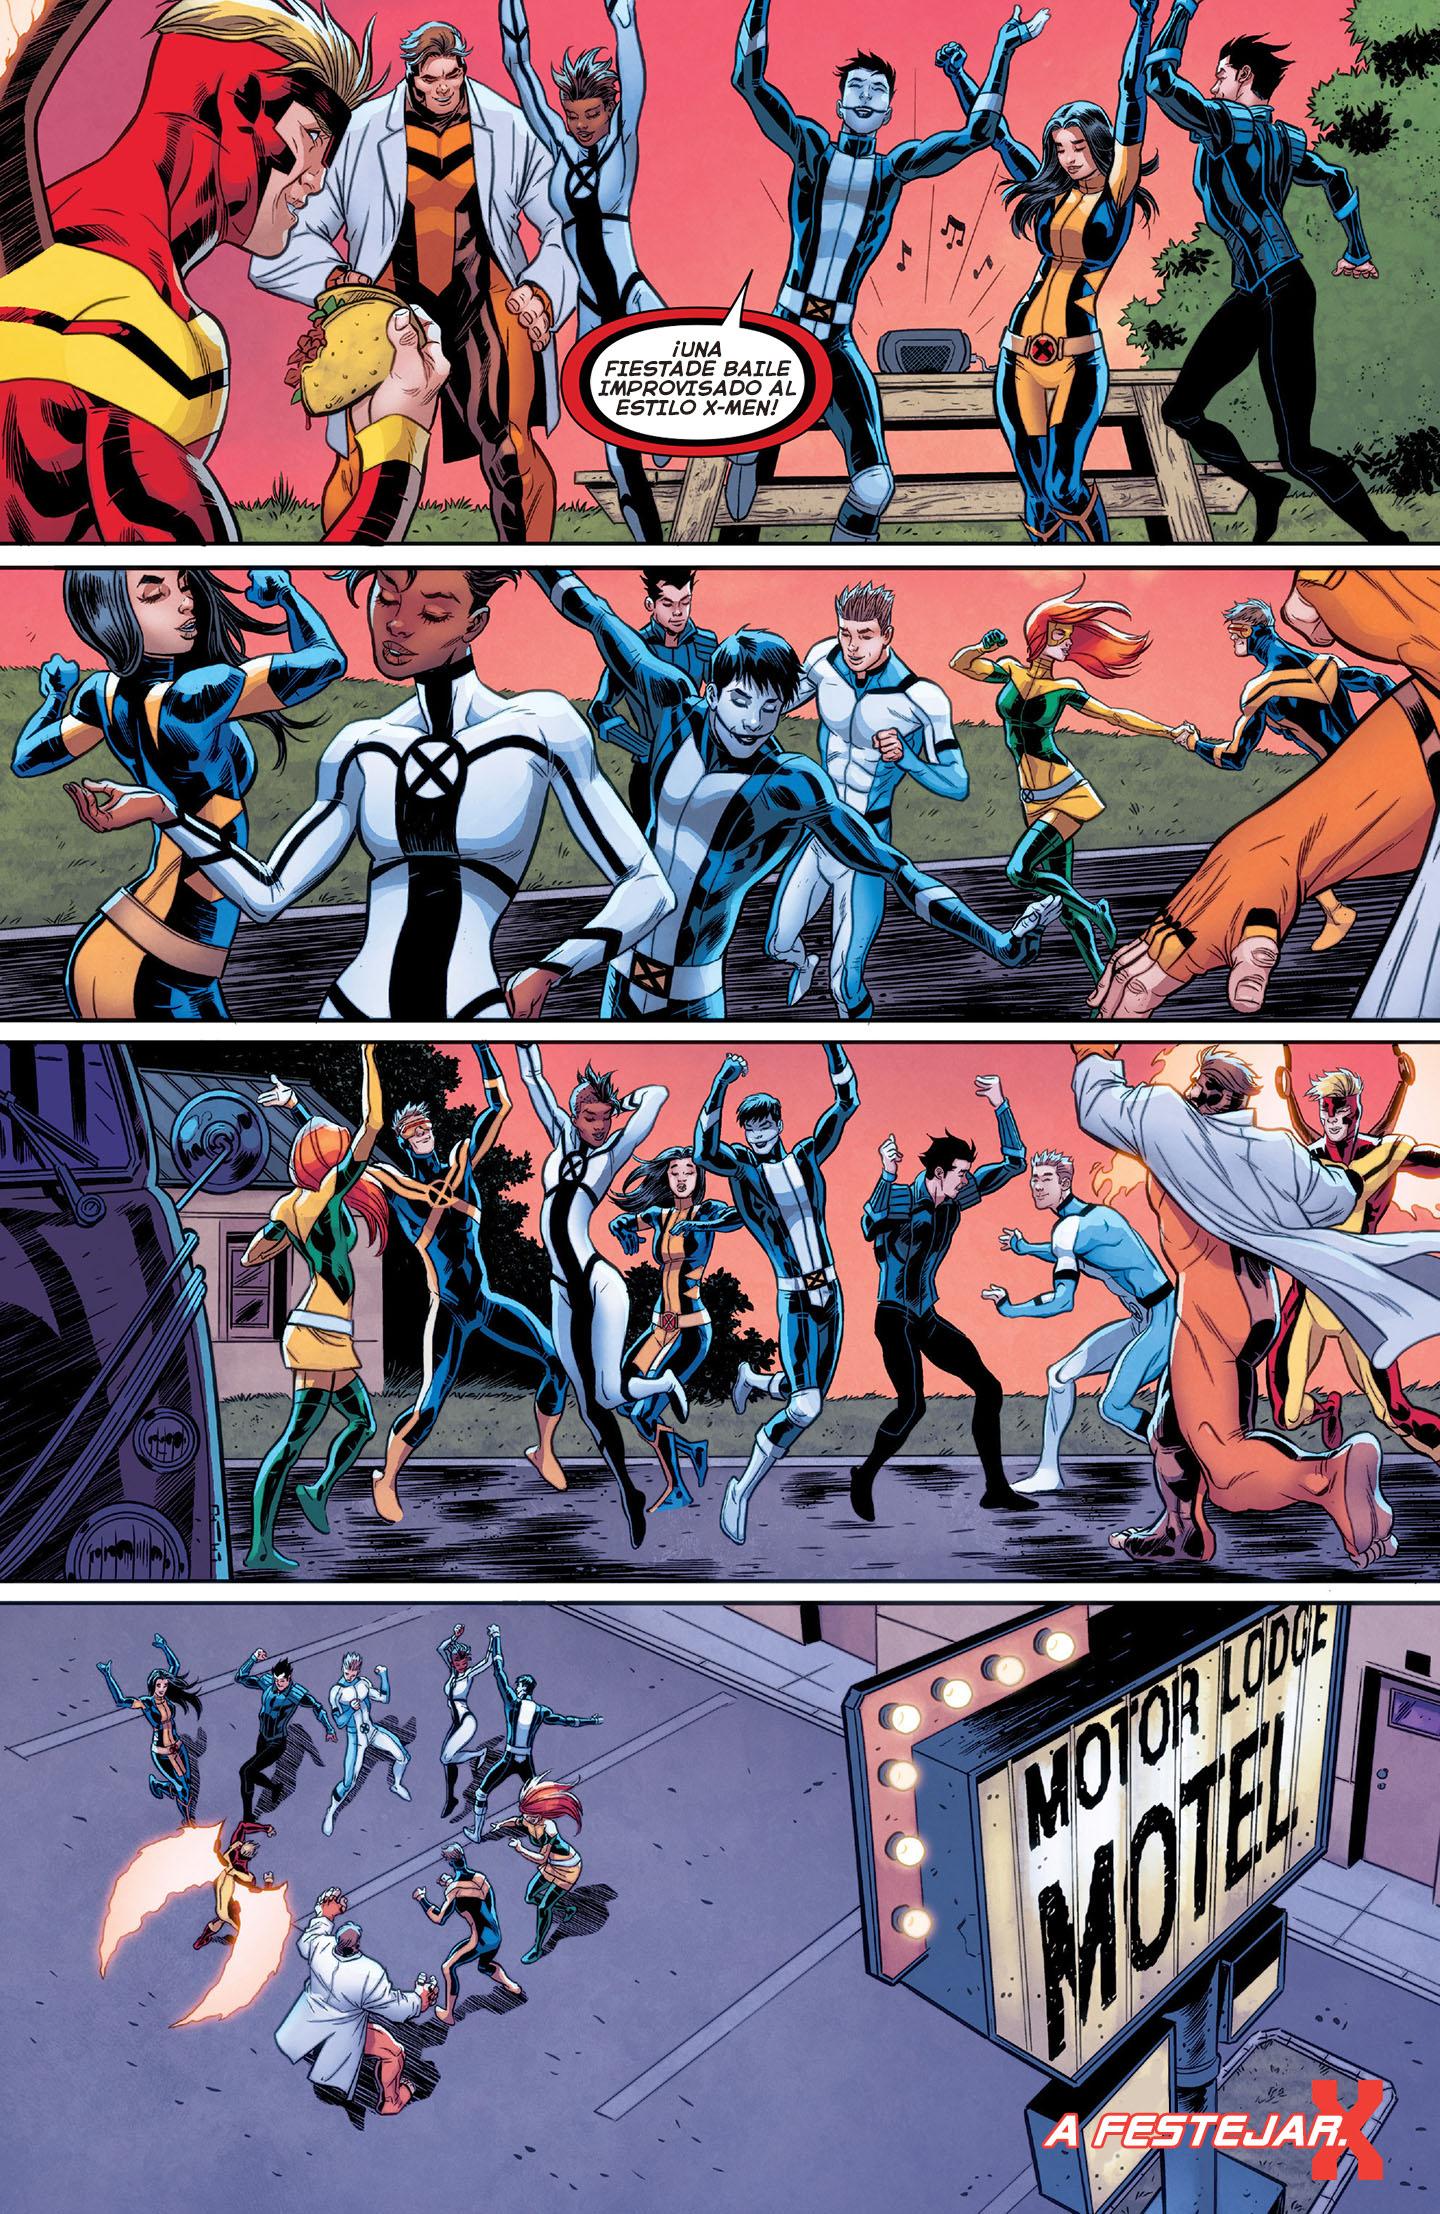 ¡UNA
FIESTADE BAILE
IMPROVISADO AL
ESTILO X-MEN!
MOTOR LODGE
MOTEL
A FESTEJAR.X